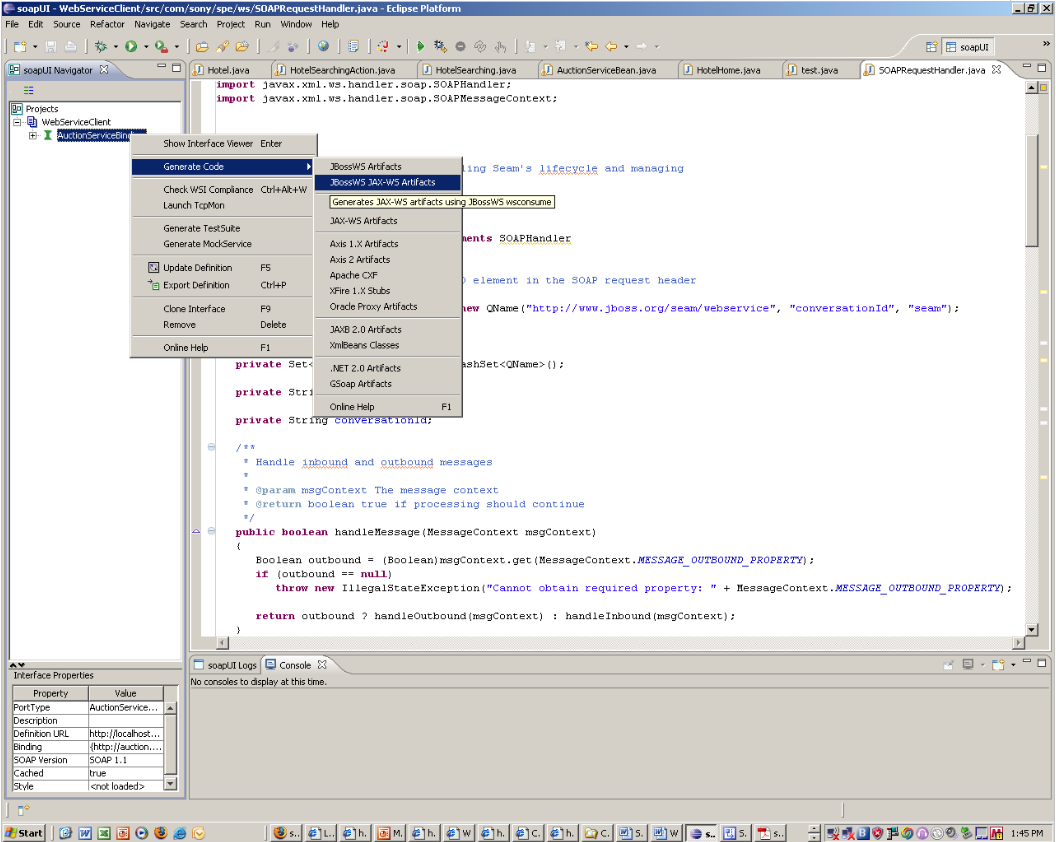 soapUI - WebServiceClient/src/com/sony/spe/ws/SOAPRequestHandler.java - Eclipse Platform
File Edit Source Refactor Navigate Search Project Run Window Help
soapUI
soapUI Navigator
Hotel.java HotelSearchingAction.java HotelSearching.java AuctionServiceBean.java HotelHome.java test.java SOAPRequestHandler.java
Projects
WebServiceClient
AuctionServiceBind
Show Interface Viewer Enter
Generate Code
Check WSI Compliance Ctrl+Alt+W
Launch TcpMon
Generate TestSuite
Generate MockService
Update Definition F5
Export Definition Ctrl+P
Clone Interface F9
Remove Delete
Online Help F1
JBossWS Artifacts
JBossWS JAX-WS Artifacts
Generates JAX-WS artifacts using JBossWS wsconsume
JAX-WS Artifacts
Axis 1.X Artifacts
Axis 2 Artifacts
Apache CXF
XFire 1.X Stubs
Oracle Proxy Artifacts
JAXB 2.0 Artifacts
XmlBeans Classes
.NET 2.0 Artifacts
GSoap Artifacts
Online Help F1
import javax.xml.ws.handler.soap.SOAPHandler;
import javax.xml.ws.handler.soap.SOAPMessageContext;
ling Seam's lifecycle and managing
ments SOAPHandler
element in the SOAP request header
new QName("http://www.jboss.org/seam/webservice", "conversationId", "seam");
private Set< ashSet<QName>();
private Stri
private String conversationId;
/**
* Handle inbound and outbound messages
*
* @param msgContext The message context
* @return boolean true if processing should continue
*/
public boolean handleMessage(MessageContext msgContext)
{
Boolean outbound = (Boolean)msgContext.get(MessageContext.MESSAGE_OUTBOUND_PROPERTY);
if (outbound == null)
throw new IllegalStateException("Cannot obtain required property: " + MessageContext.MESSAGE_OUTBOUND_PROPERTY);
return outbound ? handleOutbound(msgContext) : handleInbound(msgContext);
}
soapUI Logs Console
No consoles to display at this time.
Interface Properties
Property Value
PortType AuctionService...
Description
Definition URL http://localhost...
Binding {http://auction....
SOAP Version SOAP 1.1
Cached true
Style <not loaded>
Start s.. L.. h. M. h. W h. C. h. C. S. W s.. S. s.. 1:45 PM